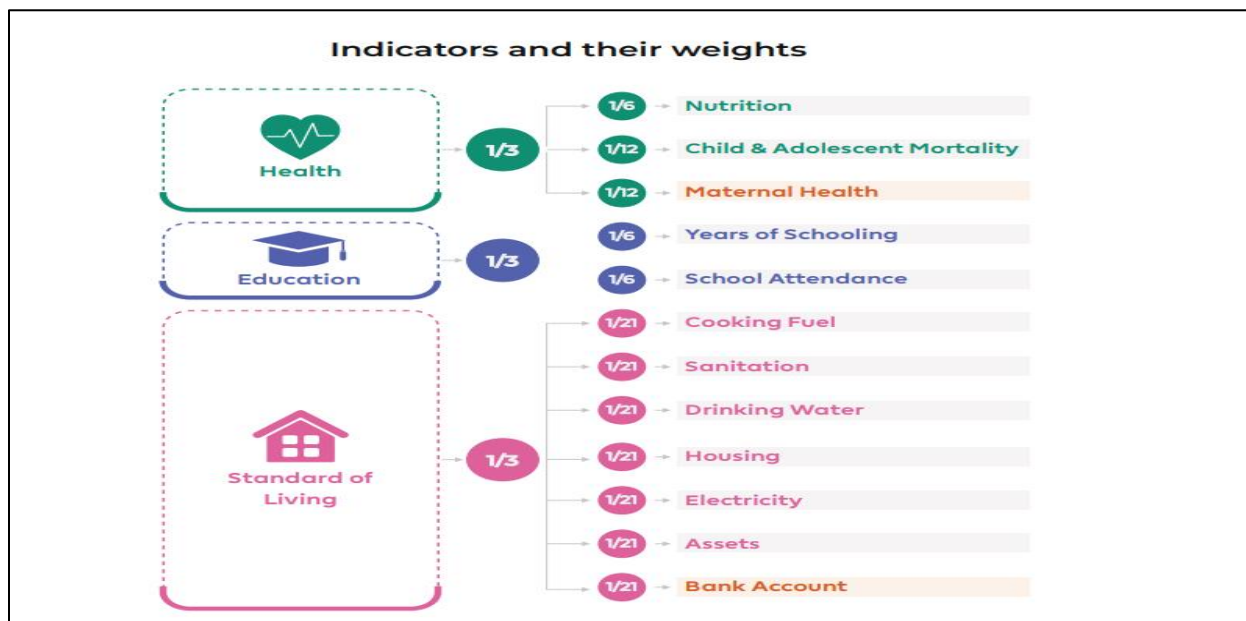 Indicators and their weights
Health
1/3
1/6 Nutrition
1/12 Child & Adolescent Mortality
1/12 Maternal Health
Education
1/3
1/6 Years of Schooling
1/6 School Attendance
Standard of
Living
1/3
1/21 Cooking Fuel
1/21 Sanitation
1/21 Drinking Water
1/21 Housing
1/21 Electricity
1/21 Assets
1/21 Bank Account